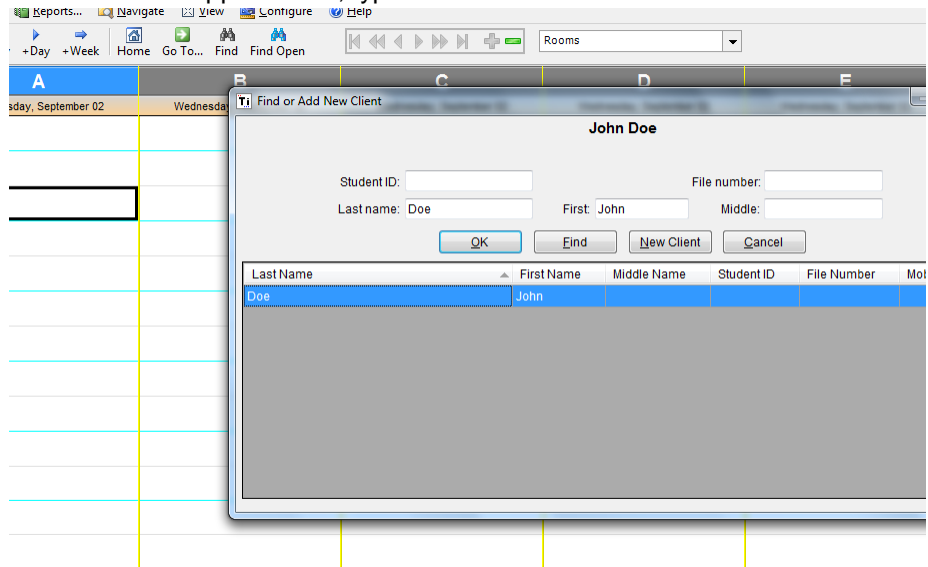 Reports... Navigate View Configure Help
+Day +Week Home Go To... Find Find Open Rooms
A B C D E
sday, September 02 Wednesday
Ti Find or Add New Client
John Doe
Student ID: File number:
Last name: Doe First: John Middle:
OK Find New Client Cancel
Last Name First Name Middle Name Student ID File Number Mob
Doe John